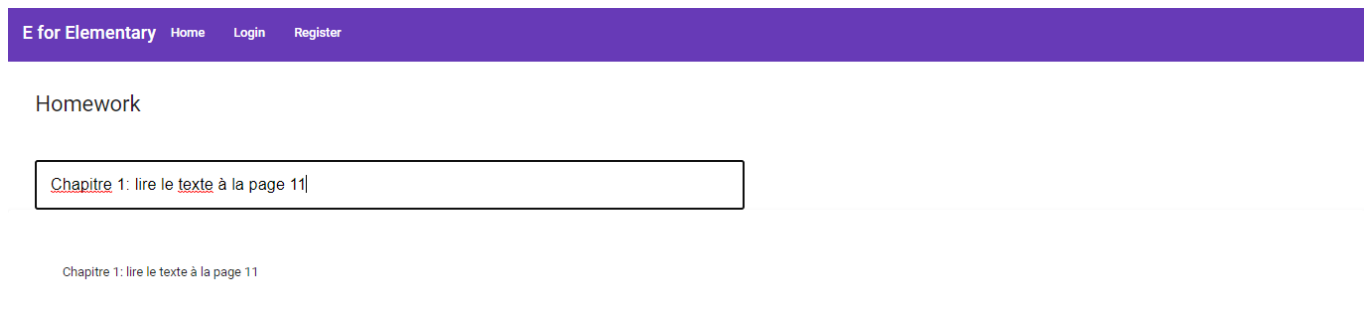 E for Elementary Home Login Register
Homework
Chapitre 1: lire le texte à la page 11
Chapitre 1: lire le texte à la page 11